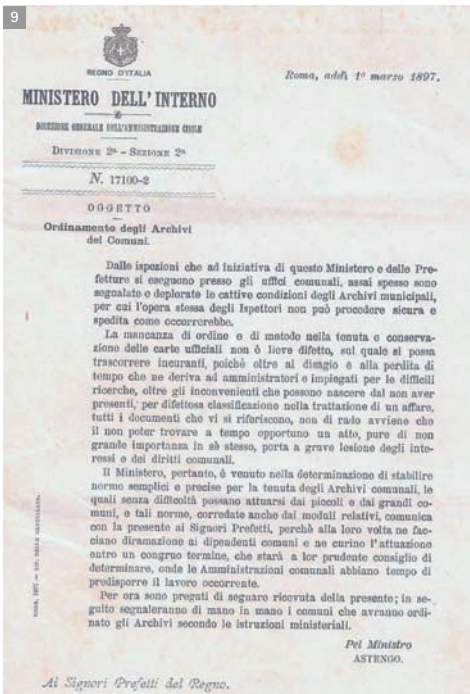 9
REGNO D'ITALIA
Roma, addì 1º marzo 1897.
MINISTERO DELL'INTERNO
DIREZIONE GENERALE DELL'AMMINISTRAZIONE CIVILE
DIVISIONE 2ª - SEZIONE 2ª
N. 17100-2
OGGETTO
Ordinamento degli Archivi
dei Comuni.
Dalle ispezioni che ad iniziativa di questo Ministero e delle Pre-
fetture si eseguono presso gli uffici comunali, assai spesso sono
segnalate e deplorate le cattive condizioni degli Archivi municipali,
per cui l'opera stessa degli Ispettori non può procedere sicura e
spedita come occorrerebbe.
La mancanza di ordine e di metodo nella tenuta e conserva-
zione delle carte ufficiali non è lieve difetto, sul quale si possa
trascorrere incuranti, poichè oltre al disagio e alla perdita di
tempo che ne deriva ad amministratori e impiegati per le difficili
ricerche, oltre gli inconvenienti che possono nascere dal non aver
presenti, per difettosa classificazione nella trattazione di un affare,
tutti i documenti che vi si riferiscono, non di rado avviene che
il non poter trovare a tempo opportuno un atto, pure di non
grande importanza in sè stesso, porta a grave lesione degli inte-
ressi e dei diritti comunali.
Il Ministero, pertanto, è venuto nella determinazione di stabilire
norme semplici e precise per la tenuta degli Archivi comunali, le
quali senza difficoltà possano attuarsi dai piccoli e dai grandi co-
muni, e tali norme, corredate anche dai moduli relativi, comunica
con la presente ai Signori Prefetti, perchè alla loro volta ne fac-
ciano diramazione ai dipendenti comuni e ne curino l'attuazione
entro un congruo termine, che starà a lor prudente consiglio di
determinare, onde le Amministrazioni comunali abbiano tempo di
predisporre il lavoro occorrente.
Per ora sono pregati di segnare ricevuta della presente; in se-
guito segnaleranno di mano in mano i comuni che avranno ordi-
nato gli Archivi secondo le istruzioni ministeriali.
Pel Ministro
ASTENGO.
Ai Signori Prefetti del Regno.